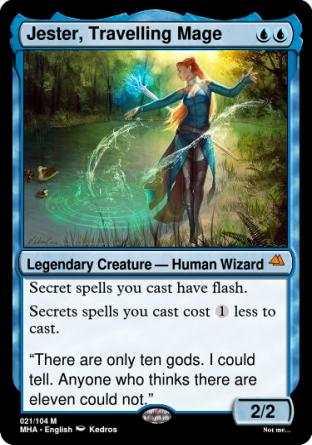 Jester, Travelling Mage
Legendary Creature — Human Wizard
Secret spells you cast have flash.
Secrets spells you cast cost 1 less to
cast.
“There are only ten gods. I could
tell. Anyone who thinks there are
eleven could not.”
2/2
021/104 M
MHA · English Kedros
Not me...